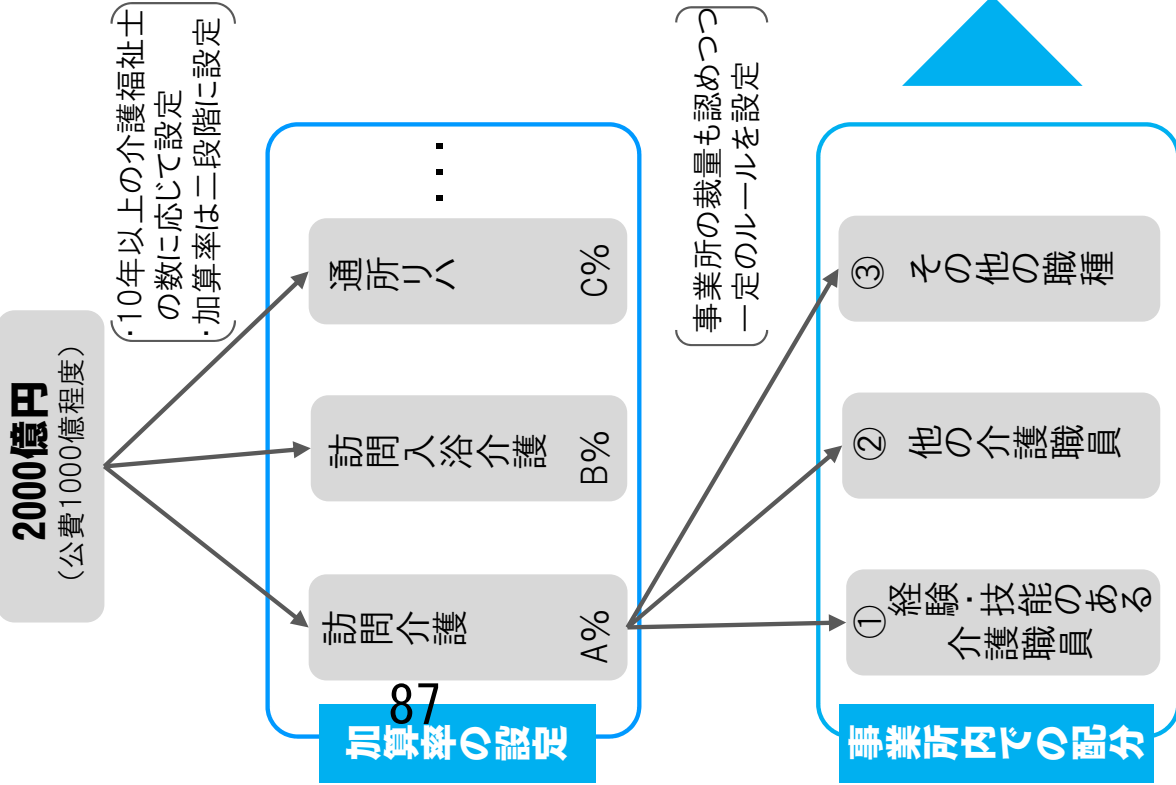 2000億円
（公費1000億程度）
・10年以上の介護福祉士
の数に応じて設定
・加算率は二段階に設定
加算率の設定
訪問介護
A%
訪問入浴介護
B%
通所リハ
C%
・・・
事業所の裁量も認めつつ
一定のルールを設定
事業所内での配分
①経験・技能のある
介護職員
② 他の介護職員
③ その他の職種
87